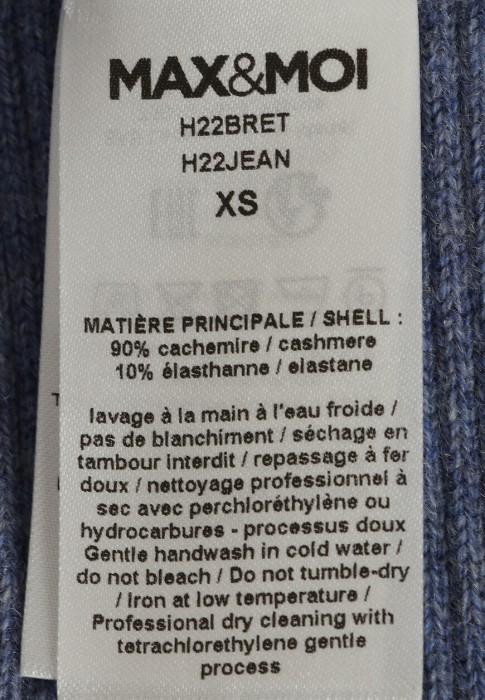 MAX&MOI
H22BRET
H22JEAN
XS
MATIÈRE PRINCIPALE / SHELL :
90% cachemire / cashmere
10% élasthanne / elastane
lavage à la main à l'eau froide /
pas de blanchiment / séchage en
tambour interdit / repassage à fer
doux / nettoyage professionnel à
sec avec perchloréthylène ou
hydrocarbures - processus doux
Gentle handwash in cold water /
do not bleach / Do not tumble-dry
/ Iron at low temperature /
Professional dry cleaning with
tetrachlorethylene gentle
process